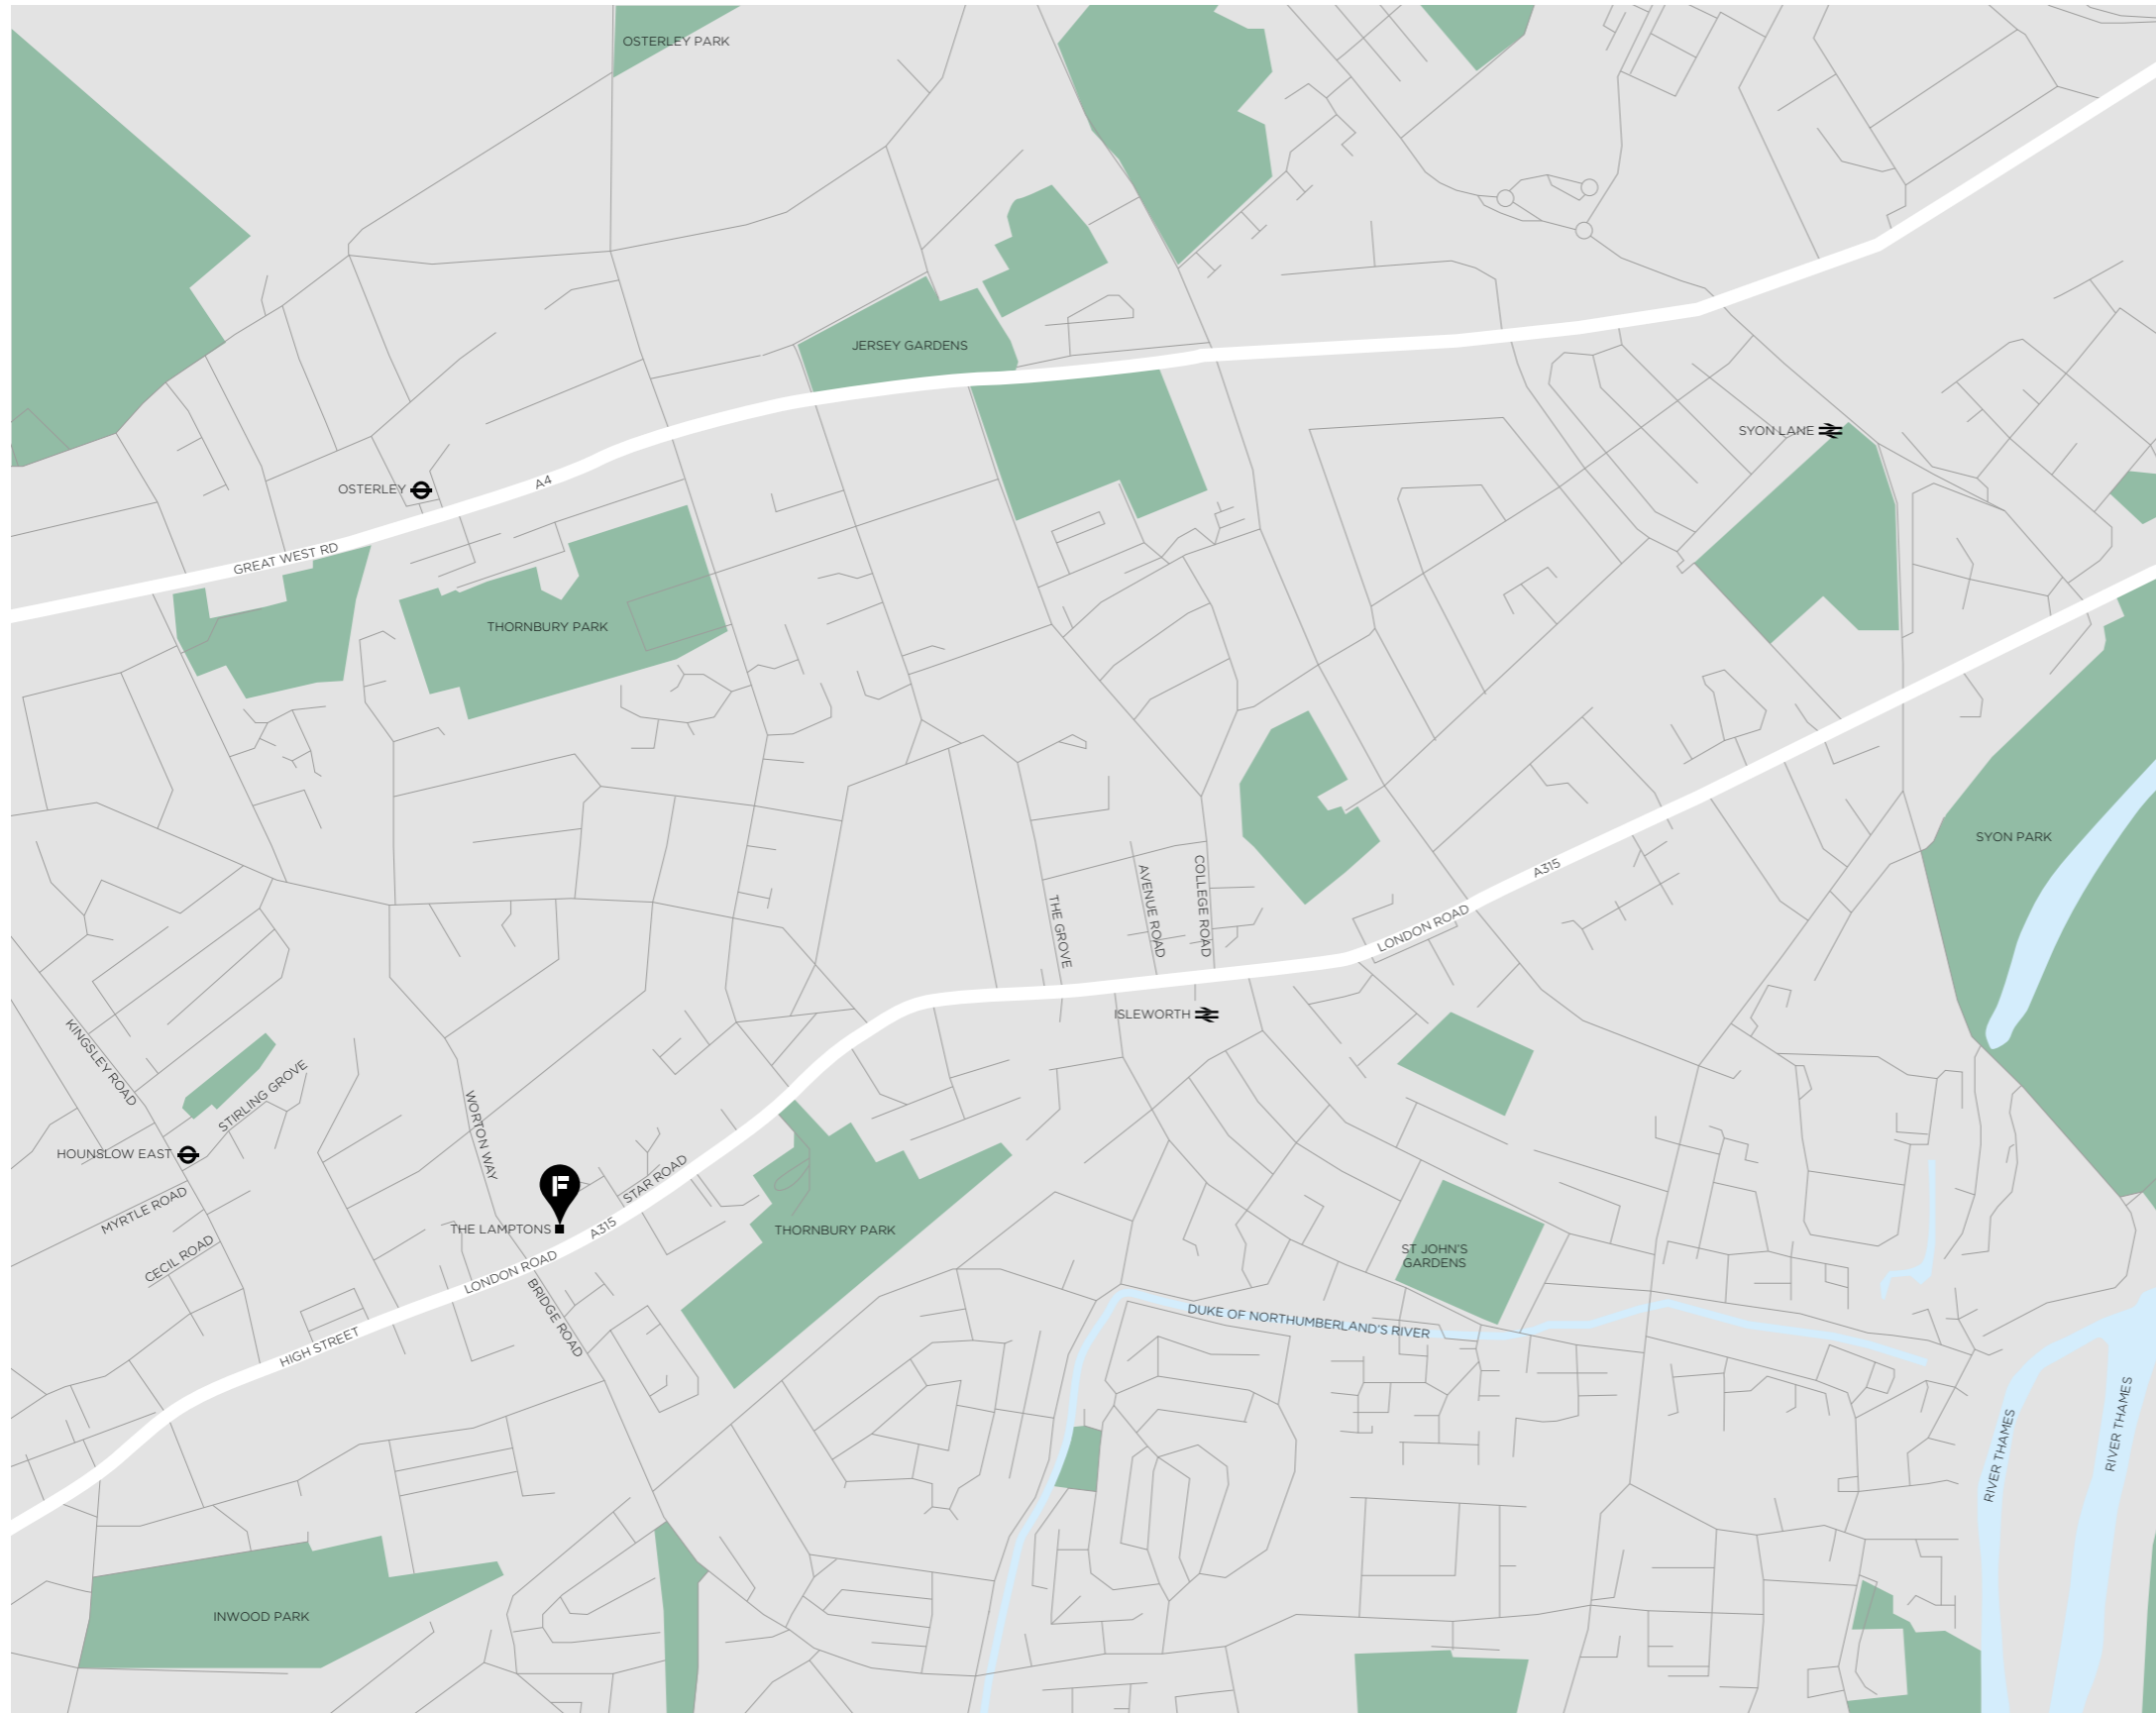 OSTERLEY PARK
JERSEY GARDENS
SYON LANE
OSTERLEY
A4
GREAT WEST RD
THORNBURY PARK
SYON PARK
A315
COLLEGE ROAD
AVENUE ROAD
THE GROVE
LONDON ROAD
ISLEWORTH
KINGSLEY ROAD
STIRLING GROVE
WORTON WAY
HOUNSLOW EAST
STAR ROAD
F
MYRTLE ROAD
THE LAMPTONS
A315
THORNBURY PARK
CECIL ROAD
ST JOHN'S
GARDENS
LONDON ROAD
BRIDGE ROAD
DUKE OF NORTHUMBERLAND'S RIVER
HIGH STREET
RIVER THAMES
RIVER THAMES
INWOOD PARK